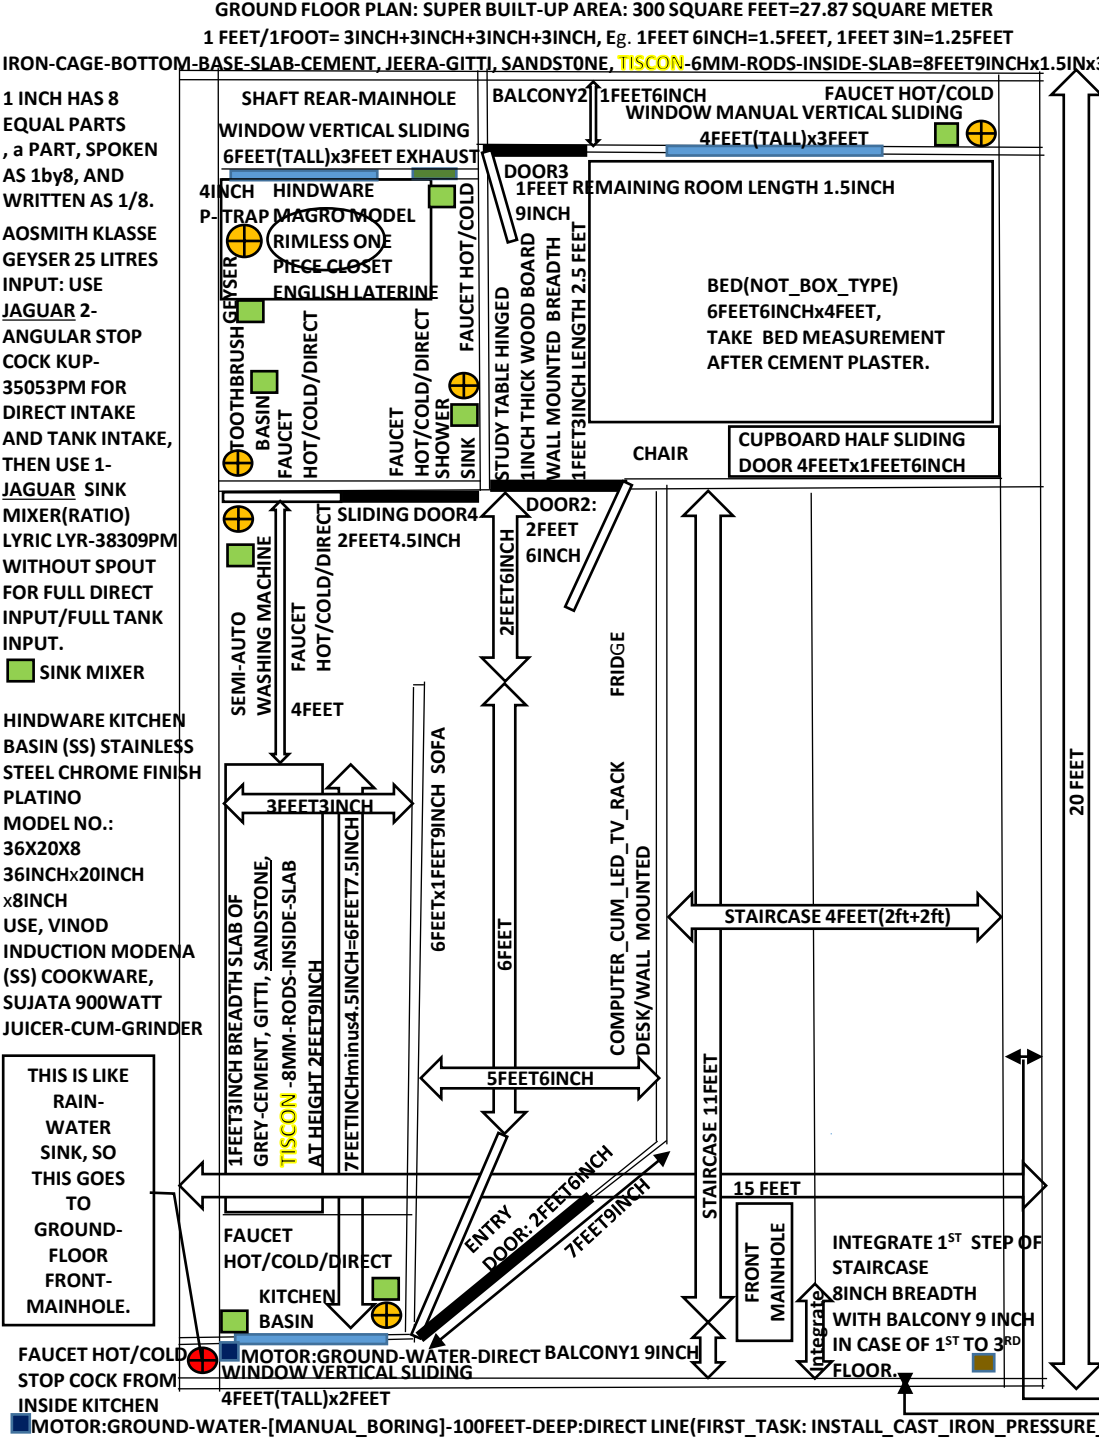 GROUND FLOOR PLAN: SUPER BUILT-UP AREA: 300 SQUARE FEET=27.87 SQUARE METER
1 FEET/1FOOT= 3INCH+3INCH+3INCH+3INCH, Eg. 1FEET 6INCH=1.5FEET, 1FEET 3IN=1.25FEET
IRON-CAGE-BOTTOM-BASE-SLAB-CEMENT, JEERA-GITTI, SANDST0NE, TISCON-6MM-RODS-INSIDE-SLAB=8FEET9INCHx1.5INx3
1 INCH HAS 8
EQUAL PARTS
, a PART, SPOKEN
AS 1by8, AND
WRITTEN AS 1/8.
AOSMITH KLASSE
GEYSER 25 LITRES
INPUT: USE
JAGUAR 2-
ANGULAR STOP
COCK KUP-
35053PM FOR
DIRECT INTAKE
AND TANK INTAKE,
THEN USE 1-
JAGUAR SINK
MIXER(RATIO)
LYRIC LYR-38309PM
WITHOUT SPOUT
FOR FULL DIRECT
INPUT/FULL TANK
INPUT.
SINK MIXER
HINDWARE KITCHEN
BASIN (SS) STAINLESS
STEEL CHROME FINISH
PLATINO
MODEL NO.:
36X20X8
36INCHx20INCH
x8INCH
USE, VINOD
INDUCTION MODENA
(SS) COOKWARE,
SUJATA 900WATT
JUICER-CUM-GRINDER
THIS IS LIKE
RAIN-
WATER
SINK, SO
THIS GOES
TO
GROUND-
FLOOR
FRONT-
MAINHOLE.
FAUCET HOT/COLD
STOP COCK FROM
INSIDE KITCHEN
SHAFT REAR-MAINHOLE
WINDOW VERTICAL SLIDING
6FEET(TALL)x3FEET EXHAUST
4INCH
P- TRAP
HINDWARE
MAGRO MODEL
RIMLESS ONE
PIECE CLOSET
ENGLISH LATERINE
GEYSER
TOOTHBRUSH
BASIN
FAUCET
HOT/COLD/DIRECT
FAUCET
HOT/COLD/DIRECT
SHOWER
SINK
FAUCET HOT/COLD
BALCONY2 1FEET6INCH
FAUCET HOT/COLD
WINDOW MANUAL VERTICAL SLIDING
4FEET(TALL)x3FEET
DOOR3
1FEET
9INCH
REMAINING ROOM LENGTH 1.5INCH
STUDY TABLE HINGED
1INCH THICK WOOD BOARD
WALL MOUNTED BREADTH
1FEET3INCH LENGTH 2.5 FEET
BED(NOT_BOX_TYPE)
6FEET6INCHx4FEET,
TAKE BED MEASUREMENT
AFTER CEMENT PLASTER.
CHAIR
CUPBOARD HALF SLIDING
DOOR 4FEETx1FEET6INCH
SLIDING DOOR4
2FEET4.5INCH
DOOR2:
2FEET
6INCH
2FEET6INCH
SEMI-AUTO
WASHING MACHINE
FAUCET
HOT/COLD/DIRECT
4FEET
FRIDGE
3FEET3INCH
6FEETx1FEET9INCH SOFA
6FEET
COMPUTER_CUM_LED_TV_RACK
DESK/WALL MOUNTED
STAIRCASE 4FEET(2ft+2ft)
20 FEET
1FEET3INCH BREADTH SLAB OF
GREY-CEMENT, GITTI, SANDSTONE,
TISCON -8MM-RODS-INSIDE-SLAB
AT HEIGHT 2FEET9INCH
7FEETINCHminus4.5INCH=6FEET7.5INCH
5FEET6INCH
STAIRCASE 11FEET
15 FEET
ENTRY
DOOR: 2FEET6INCH
7FEET9INCH
FAUCET
HOT/COLD/DIRECT
KITCHEN
BASIN
FRONT
MAINHOLE
Integrate
INTEGRATE 1ST STEP OF
STAIRCASE
8INCH BREADTH
WITH BALCONY 9 INCH
IN CASE OF 1ST TO 3RD
FLOOR.
MOTOR:GROUND-WATER-DIRECT
BALCONY1 9INCH
WINDOW VERTICAL SLIDING
4FEET(TALL)x2FEET
MOTOR:GROUND-WATER-[MANUAL_BORING]-100FEET-DEEP:DIRECT LINE(FIRST_TASK: INSTALL_CAST_IRON_PRESSURE_